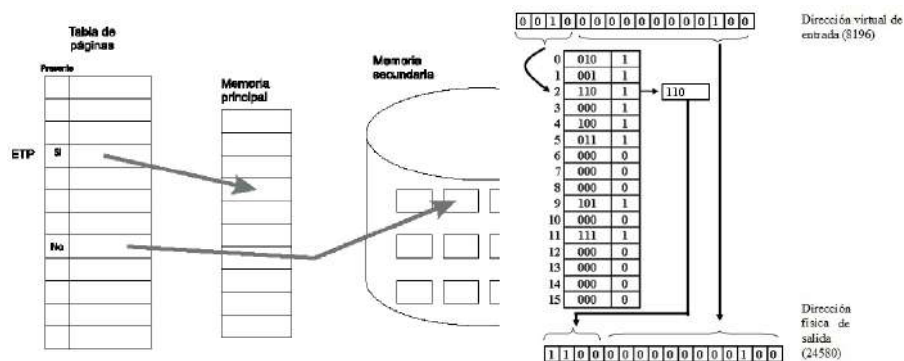 Tabla de
páginas
Presente
ETP
Si
No
Memoria
principal
Memoria
secundaria
0 0 1 0 0 0 0 0 0 0 0 0 0 1 0 0
Dirección virtual de
entrada (8196)
0 010 1
1 001 1
2 110 1 110
3 000 1
4 100 1
5 011 1
6 000 0
7 000 0
8 000 0
9 101 1
10 000 0
11 111 1
12 000 0
13 000 0
14 000 0
15 000 0
Dirección
física de
salida
(24580)
1 1 0 0 0 0 0 0 0 0 0 0 1 0 0